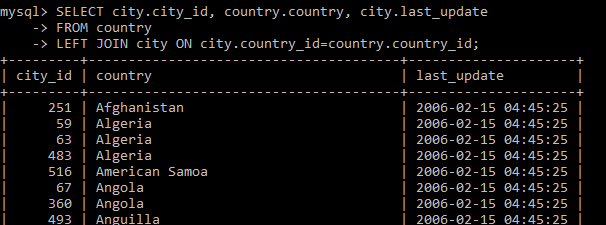 mysql> SELECT city.city_id, country.country, city.last_update
    -> FROM country
    -> LEFT JOIN city ON city.country_id=country.country_id;
+---------+---------------------------------------+---------------------+
| city_id | country                               | last_update         |
+---------+---------------------------------------+---------------------+
|     251 | Afghanistan                           | 2006-02-15 04:45:25 |
|      59 | Algeria                               | 2006-02-15 04:45:25 |
|      63 | Algeria                               | 2006-02-15 04:45:25 |
|     483 | Algeria                               | 2006-02-15 04:45:25 |
|     516 | American Samoa                        | 2006-02-15 04:45:25 |
|      67 | Angola                                | 2006-02-15 04:45:25 |
|     360 | Angola                                | 2006-02-15 04:45:25 |
|     493 | Anguilla                              | 2006-02-15 04:45:25 |